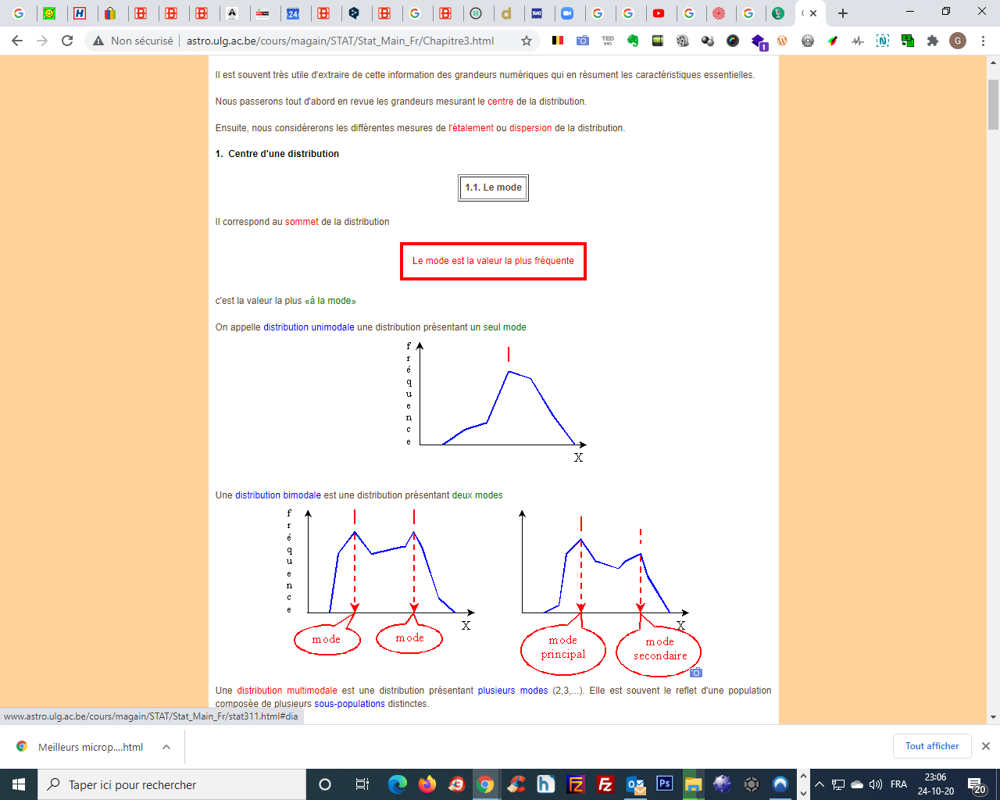 Non sécurisé
astro.ulg.ac.be/cours/magain/STAT/Stat_Main_Fr/Chapitre3.html
Il est souvent très utile d'extraire de cette information des grandeurs numériques qui en résument les caractéristiques essentielles.
Nous passerons tout d'abord en revue les grandeurs mesurant le centre de la distribution.
Ensuite, nous considérerons les différentes mesures de l'étalement ou dispersion de la distribution.
1. Centre d'une distribution
1.1. Le mode
Il correspond au sommet de la distribution
Le mode est la valeur la plus fréquente
c'est la valeur la plus «à la mode»
On appelle distribution unimodale une distribution présentant un seul mode
fréquence
X
Une distribution bimodale est une distribution présentant deux modes
fréquence
X
X
mode
mode
mode
principal
mode
secondaire
Une distribution multimodale est une distribution présentant plusieurs modes (2,3,...). Elle est souvent le reflet d'une population
composée de plusieurs sous-populations distinctes.
www.astro.ulg.ac.be/cours/magain/STAT/Stat_Main_Fr/stat311.html#dia
Meilleurs microp....html
Tout afficher
Taper ici pour rechercher
FRA
23:06
24-10-20
20